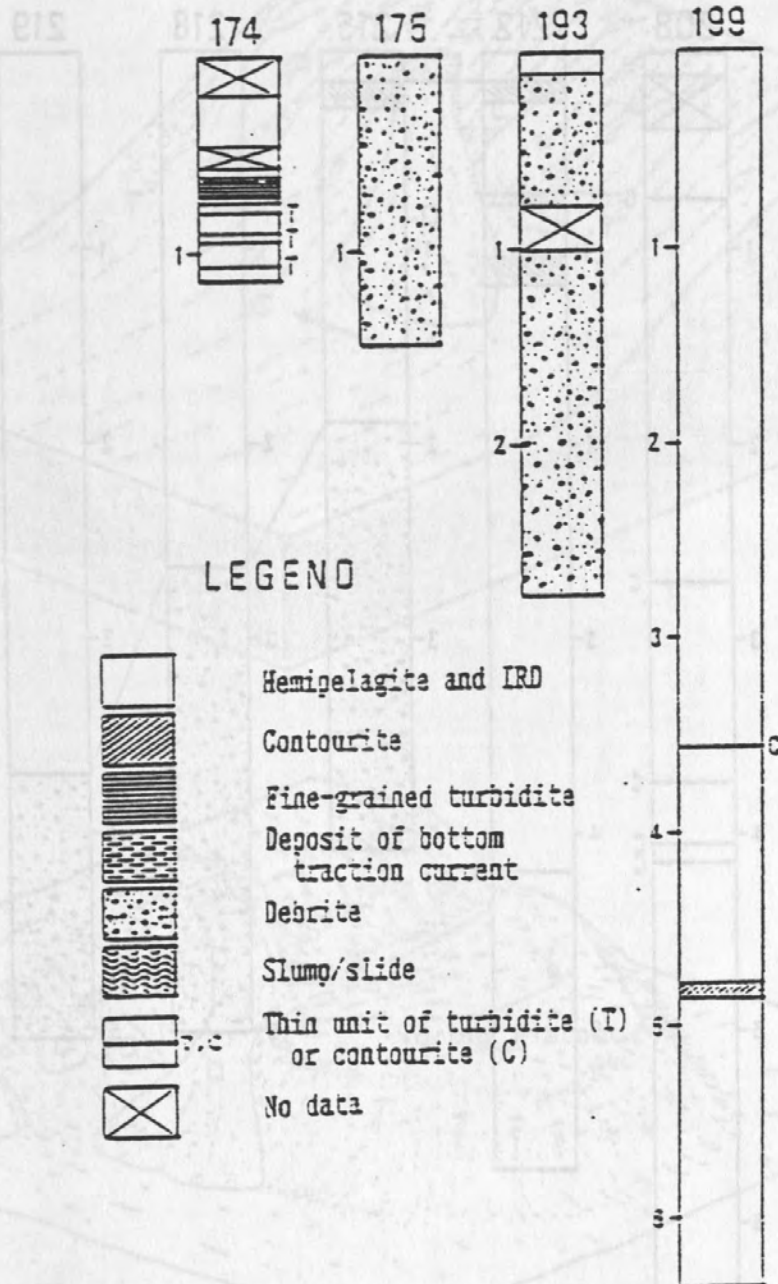 174 175 193 199
1 1 1 1
2 2
LEGEND
3
Hemipelagite and IRD
Contourite
C
Fine-grained turbidite
4
Deposit of bottom
traction current
Debrite
Slump/slide
Thin unit of turbidite (T)
5
or contourite (C)
No data
6